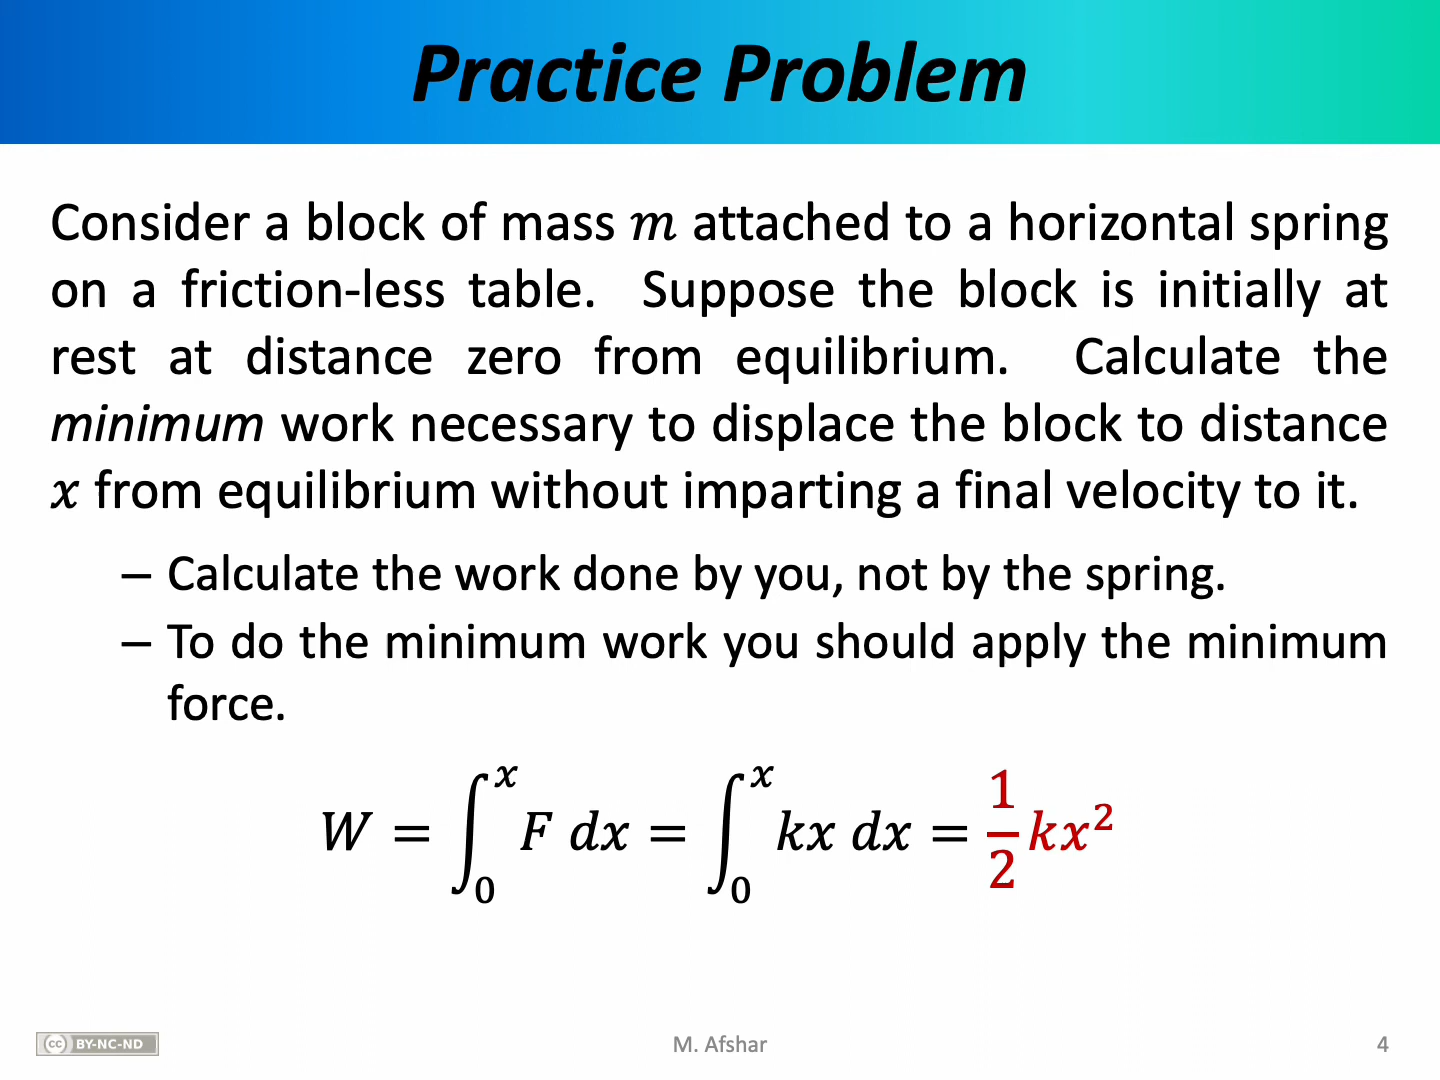 Practice Problem
Consider a block of mass 𝑚 attached to a horizontal spring
on a friction-less table. Suppose the block is initially at
rest at distance zero from equilibrium. Calculate the
minimum work necessary to displace the block to distance
𝑥 from equilibrium without imparting a final velocity to it.
– Calculate the work done by you, not by the spring.
– To do the minimum work you should apply the minimum
force.
𝑊 = ∫₀ˣ 𝐹 𝑑𝑥 = ∫₀ˣ 𝑘𝑥 𝑑𝑥 = 1/2 𝑘𝑥²
cc BY-NC-ND
M. Afshar
4